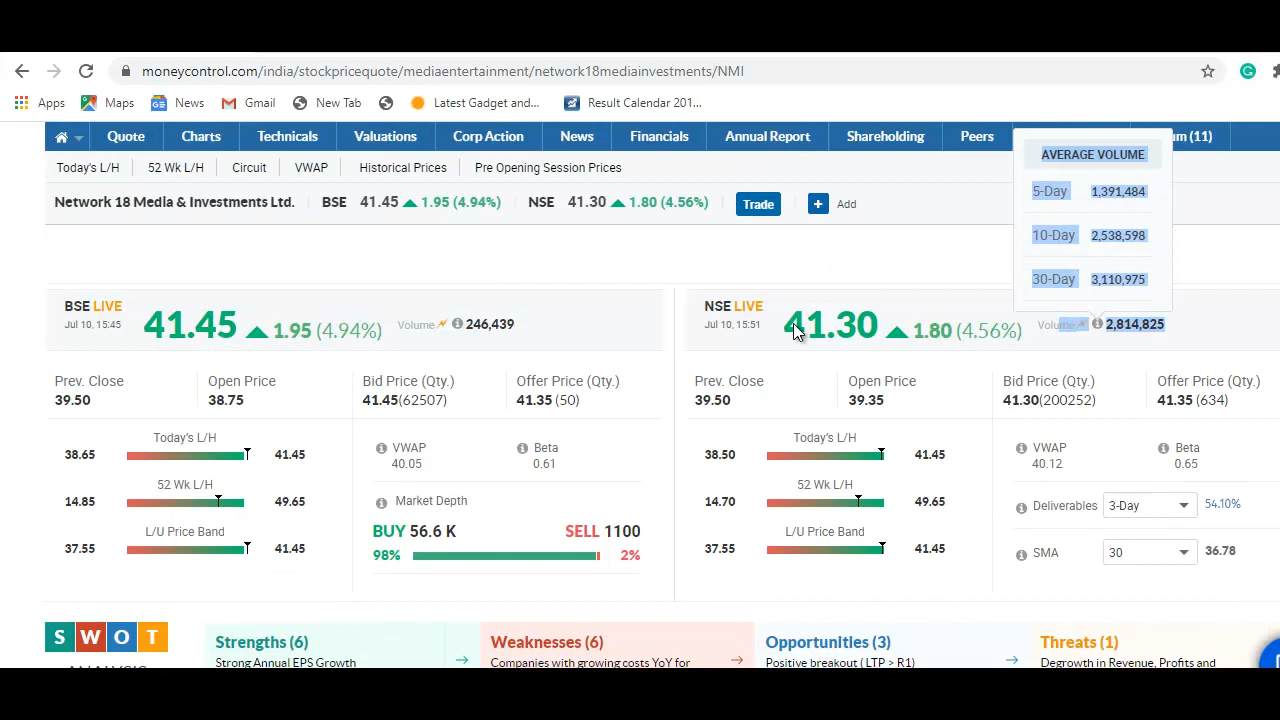 moneycontrol.com/india/stockpricequote/mediaentertainment/network18mediainvestments/NMI
Apps Maps News Gmail New Tab Latest Gadget and... Result Calendar 201...
Quote Charts Technicals Valuations Corp Action News Financials Annual Report Shareholding Peers um (11)
Today's L/H 52 Wk L/H Circuit VWAP Historical Prices Pre Opening Session Prices
Network 18 Media & Investments Ltd. BSE 41.45 1.95 (4.94%) NSE 41.30 1.80 (4.56%) Trade + Add
AVERAGE VOLUME
5-Day 1,391,484
10-Day 2,538,598
30-Day 3,110,975
BSE LIVE
Jul 10, 15:45
41.45 1.95 (4.94%) Volume 246,439
Prev. Close Open Price Bid Price (Qty.) Offer Price (Qty.)
39.50 38.75 41.45(62507) 41.35 (50)
Today's L/H
38.65 41.45
52 Wk L/H
14.85 49.65
L/U Price Band
37.55 41.45
VWAP Beta
40.05 0.61
Market Depth
BUY 56.6 K SELL 1100
98% 2%
NSE LIVE
Jul 10, 15:51
41.30 1.80 (4.56%) Volume 2,814,825
Prev. Close Open Price Bid Price (Qty.) Offer Price (Qty.)
39.50 39.35 41.30(200252) 41.35 (634)
Today's L/H
38.50 41.45
52 Wk L/H
14.70 49.65
L/U Price Band
37.55 41.45
VWAP Beta
40.12 0.65
Deliverables 3-Day 54.10%
SMA 30 36.78
S W O T
ANALYSIS
Strengths (6)
Strong Annual EPS Growth
Weaknesses (6)
Companies with growing costs YoY for
Opportunities (3)
Positive breakout ( LTP > R1)
Threats (1)
Degrowth in Revenue, Profits and